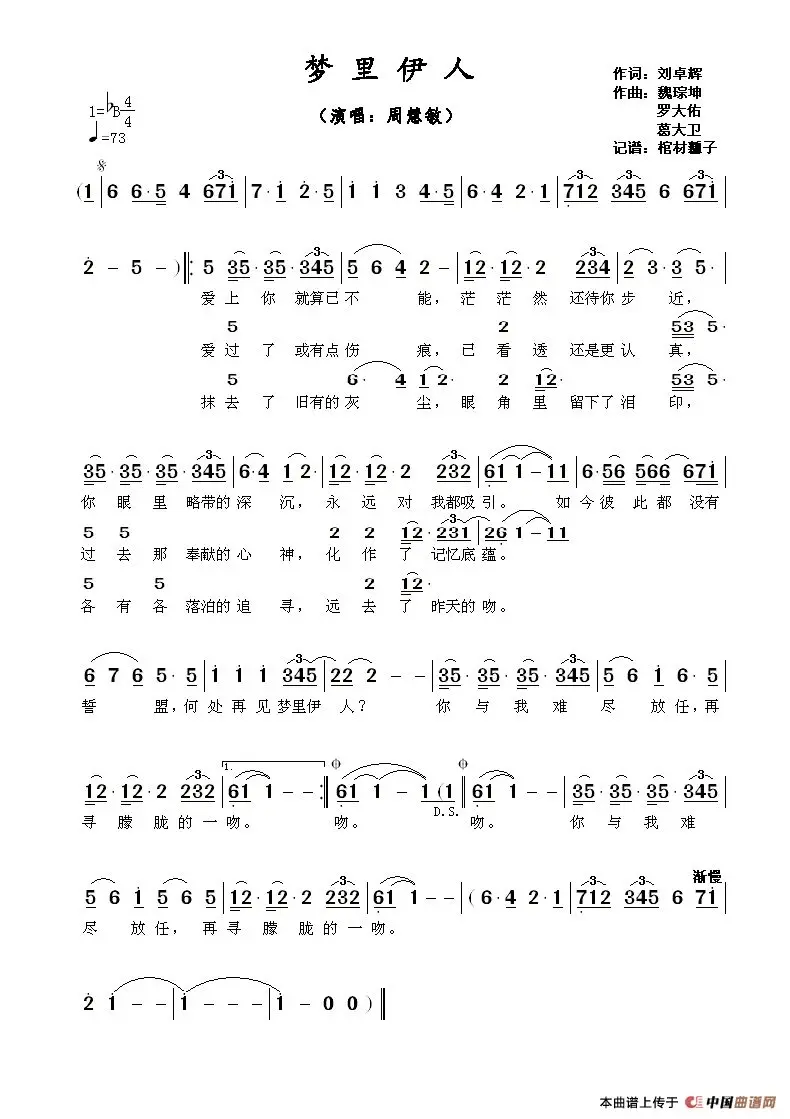 梦里伊人
（演唱：周慧敏）
作词：刘卓辉
作曲：魏琮坤
罗大佑
葛大卫
1=♭B 4/4
♩=73
(1 6 6·5 4 671 7·1 2·5 1 1 3 4·5 6·4 2·1 712 345 6 671
2 – 5 – ) 5 35·35·345 5 6 4 2 – 12·12·2 234 2 3·3 5·
爱上你就算己不能，茫茫然还待你步近，
5 2 53 5·
爱过了或有点伤痕，己看透还是更认真，
5 6·4 1 2· 2 12· 53 5·
抹去了旧有的灰尘，眼角里留下了泪印，
35·35·35·345 6·4 1 2· 12·12·2 232 61 1 – 11 6·56 566 671
你眼里略带的深沉，永远对我都吸引。如今彼此都没有
5 5 2 2 12·231 26 1 – 11
过去那奉献的心神，化作了记忆底蕴。
5 5 2 12·
各有各落泊的追寻，远去了昨天的吻。
6 7 6 5·5 1 1 1 345 22 2 – – 35·35·35·345 5 6 1 6·5
誓盟，何处再见梦里伊人？你与我难尽放任，再
1.
12·12·2 232 61 1 – – 61 1 – 1 (1 61 1 – – 35·35·35·345
D.S.
寻朦胧的一吻。吻。吻。你与我难
渐慢
5 6 1 5 6 5 12·12·2 232 61 1 – – ( 6·4 2·1 712 345 6 71
尽放任，再寻朦胧的一吻。
2 1 – – 1 – – – 1 – 0 0 )
本曲谱上传于 中国曲谱网